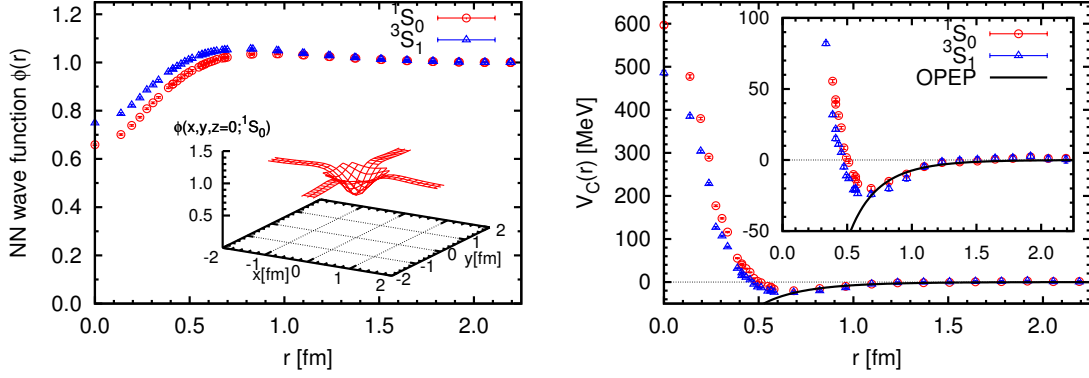 NN wave function ϕ(r)
1.2
1.0
0.8
0.6
0.4
0.2
0.0
0.0 0.5 1.0 1.5 2.0
r [fm]
¹S₀
³S₁
ϕ(x,y,z=0;¹S₀)
1.5
1.0
0.5
-2 -1 0 1 2
x[fm]
-2 -1 0 1 2
y[fm]
V_C(r) [MeV]
600
500
400
300
200
100
0
0.0 0.5 1.0 1.5 2.0
r [fm]
100
50
0
-50
0.0 0.5 1.0 1.5 2.0
¹S₀
³S₁
OPEP